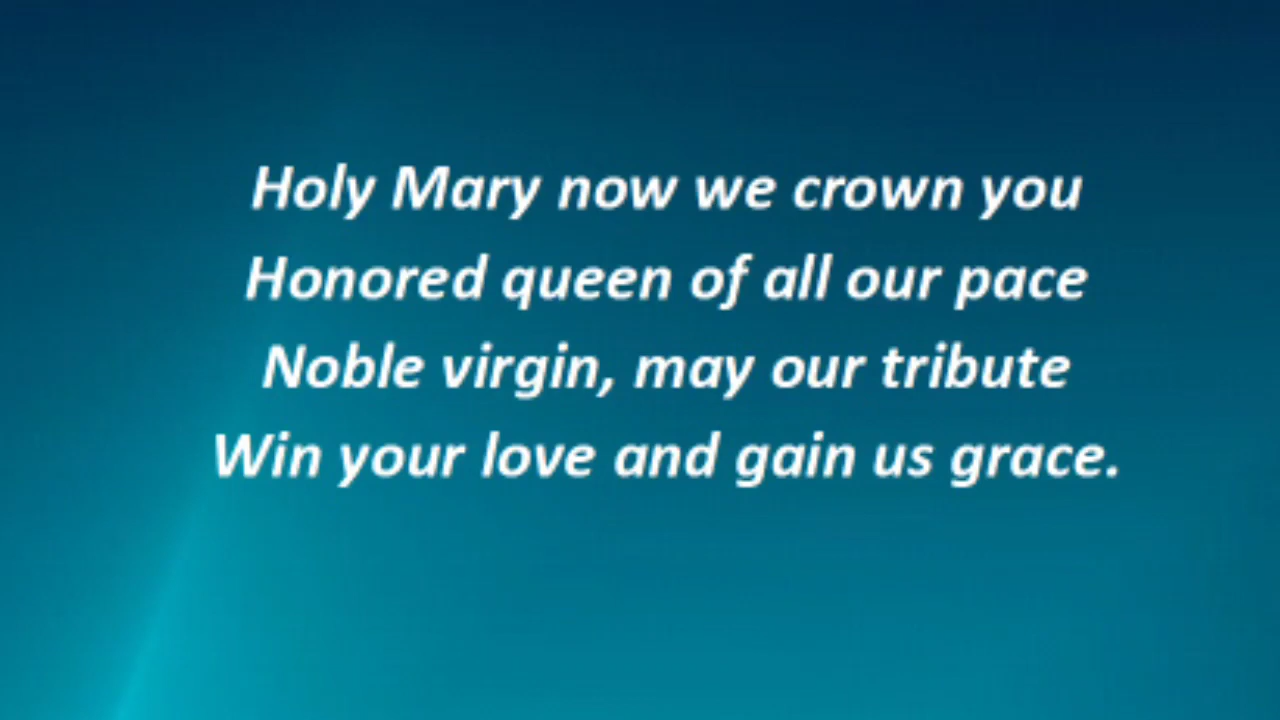 Holy Mary now we crown you
Honored queen of all our pace
Noble virgin, may our tribute
Win your love and gain us grace.